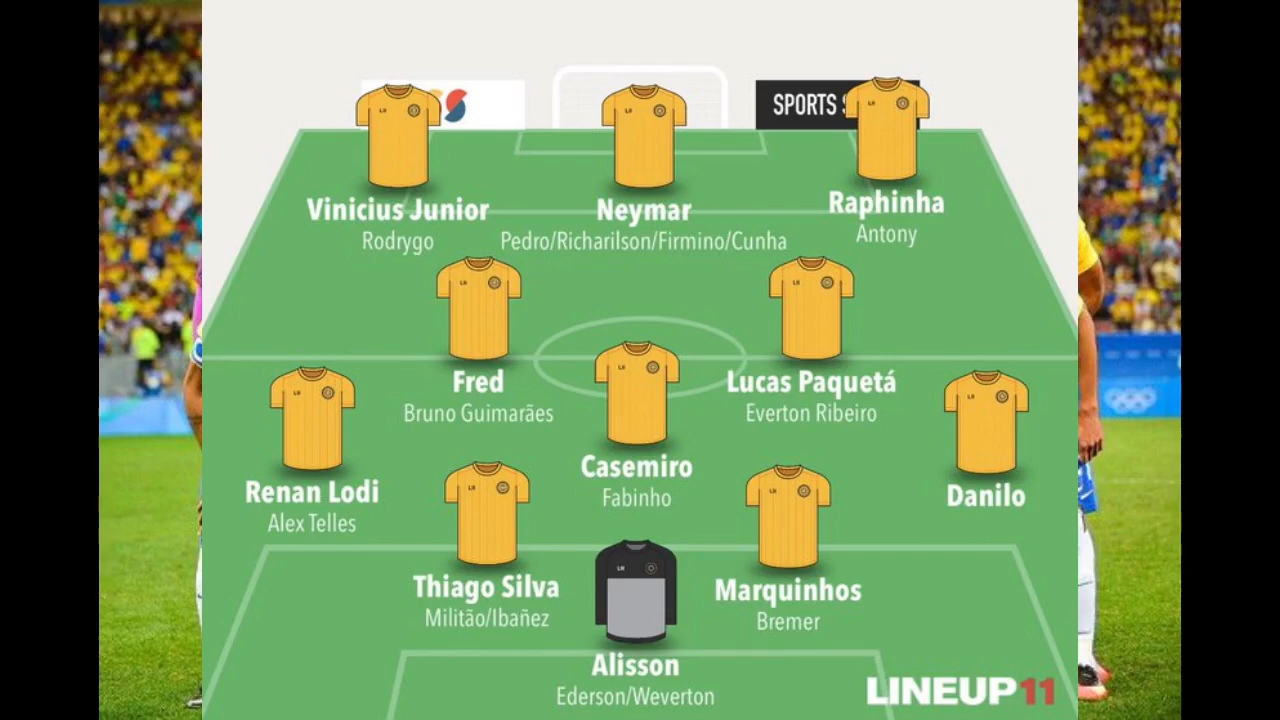 SPORTS S
Vinicius Junior
Rodrygo
Neymar
Pedro/Richarilson/Firmino/Cunha
Raphinha
Antony
Fred
Bruno Guimarães
Lucas Paquetá
Everton Ribeiro
Casemiro
Fabinho
Renan Lodi
Alex Telles
Danilo
Thiago Silva
Militão/Ibañez
Marquinhos
Bremer
Alisson
Ederson/Weverton
LINEUP11